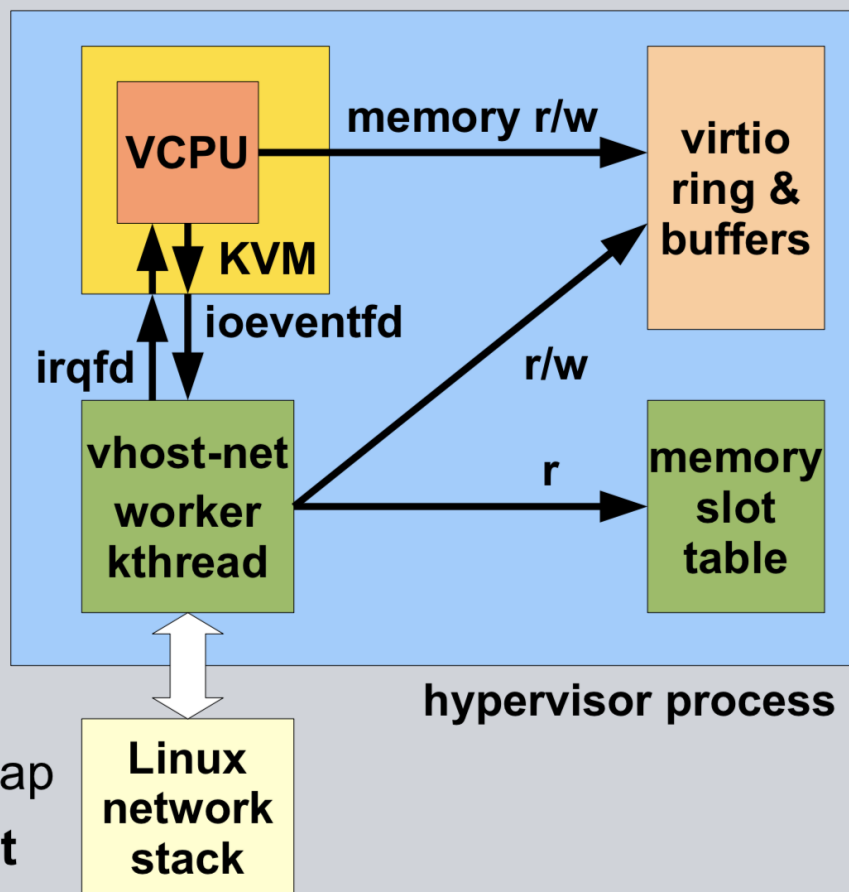 VCPU
memory r/w
virtio
ring &
buffers
KVM
ioeventfd
irqfd
r/w
vhost-net
worker
kthread
r
memory
slot
table
hypervisor process
Linux
network
stack
ap
t